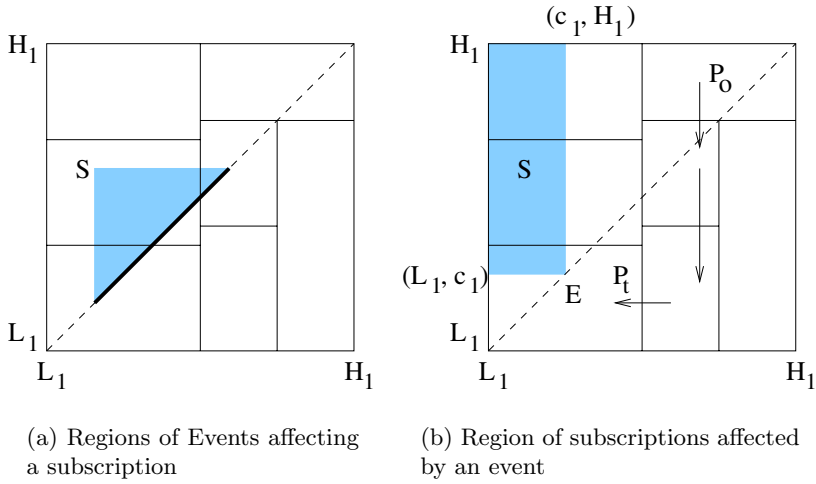 H1
S
L1
L1
H1
(a) Regions of Events affecting
a subscription
(c1, H1)
H1
Po
S
(L1, c1)
E
Pt
L1
L1
H1
(b) Region of subscriptions affected
by an event